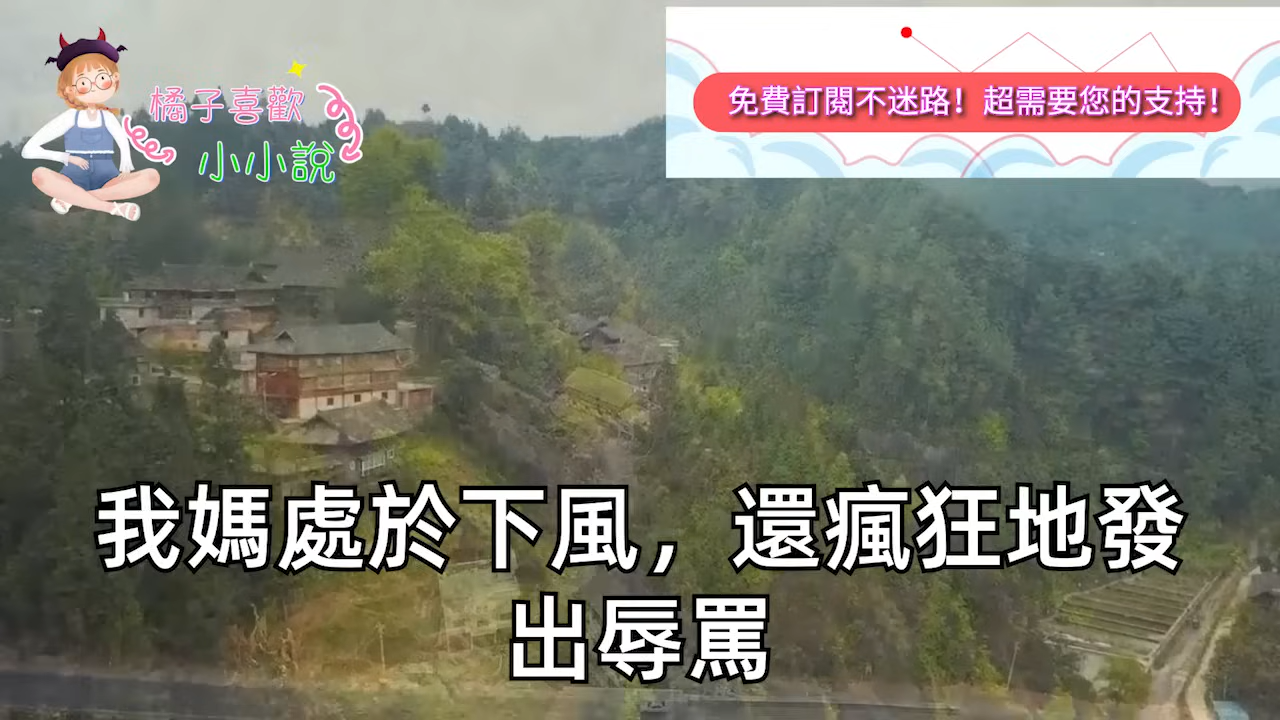 橘子喜歡
小小說
免費訂閱不迷路！超需要您的支持！
我媽處於下風，還瘋狂地發
出辱罵